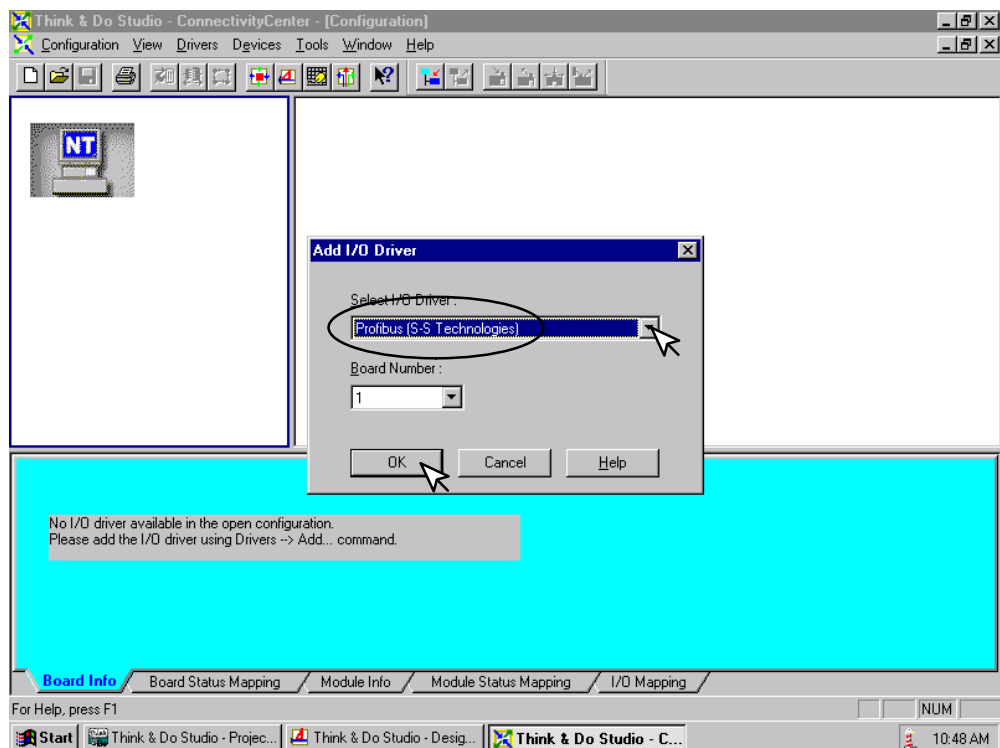 Think & Do Studio - ConnectivityCenter - [Configuration]
Configuration View Drivers Devices Tools Window Help
NT
Add I/O Driver
Select I/O Driver :
Profibus (S-S Technologies)
Board Number :
1
OK Cancel Help
No I/O driver available in the open configuration.
Please add the I/O driver using Drivers --> Add... command.
Board Info Board Status Mapping Module Info Module Status Mapping I/O Mapping
For Help, press F1 NUM
Start Think & Do Studio - Projec... Think & Do Studio - Desig... Think & Do Studio - C... 10:48 AM